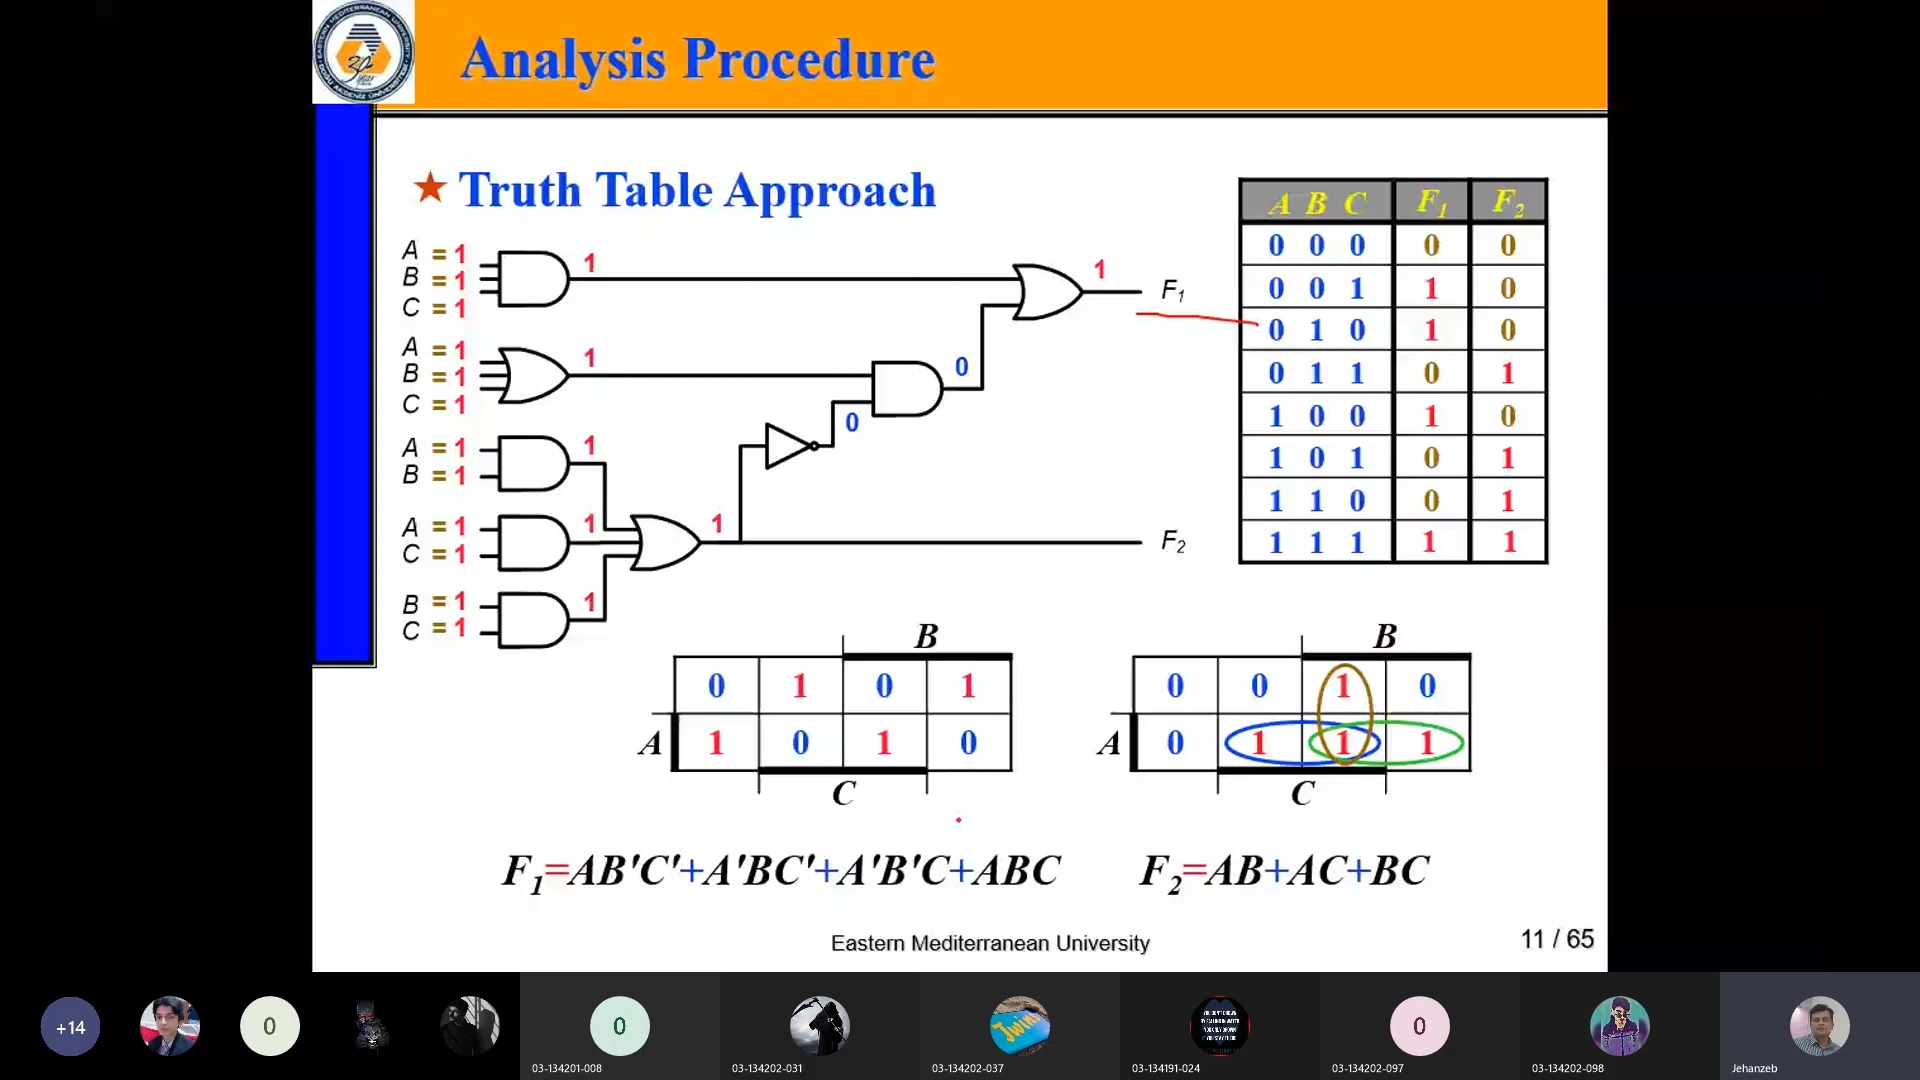 Analysis Procedure
Truth Table Approach
A = 1
B = 1
C = 1
1
1
F1
A = 1
B = 1
C = 1
1
0
0
A = 1
B = 1
1
A = 1
C = 1
1
1
F2
B = 1
C = 1
1
A B C F1 F2
0 0 0 0 0
0 0 1 1 0
0 1 0 1 0
0 1 1 0 1
1 0 0 1 0
1 0 1 0 1
1 1 0 0 1
1 1 1 1 1
B
0 1 0 1
A 1 0 1 0
C
B
0 0 1 0
A 0 1 1 1
C
F1=AB'C'+A'BC'+A'B'C+ABC
F2=AB+AC+BC
Eastern Mediterranean University
11 / 65
+14
0
0
03-134201-008
03-134202-031
Twins
03-134202-037
03-134191-024
0
03-134202-097
03-134202-098
Jehanzeb